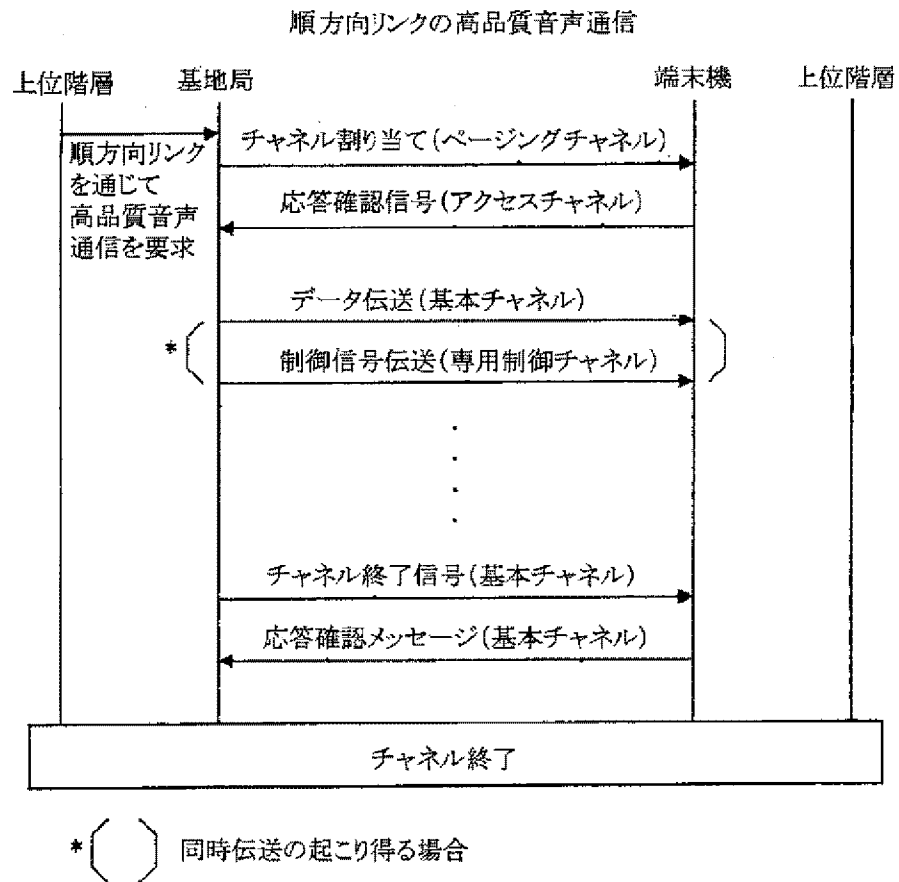 順方向リンクの高品質音声通信
上位階層
基地局
端末機
上位階層
チャネル割り当て(ページングチャネル)
順方向リンク
を通じて
高品質音声
通信を要求
応答確認信号(アクセスチャネル)
データ伝送(基本チャネル)
*
制御信号伝送(専用制御チャネル)
チャネル終了信号(基本チャネル)
応答確認メッセージ(基本チャネル)
チャネル終了
*( ) 同時伝送の起こり得る場合